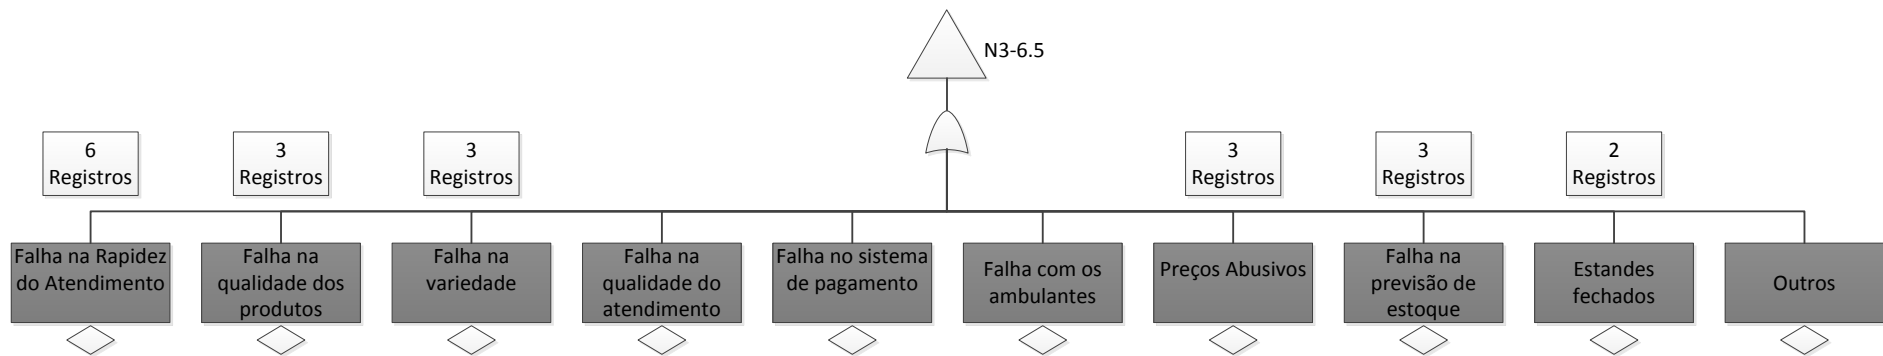 N3-6.5
6
Registros
3
Registros
3
Registros
3
Registros
3
Registros
2
Registros
Falha na Rapidez
do Atendimento
Falha na
qualidade dos
produtos
Falha na
variedade
Falha na
qualidade do
atendimento
Falha no sistema
de pagamento
Falha com os
ambulantes
Preços Abusivos
Falha na
previsão de
estoque
Estandes
fechados
Outros